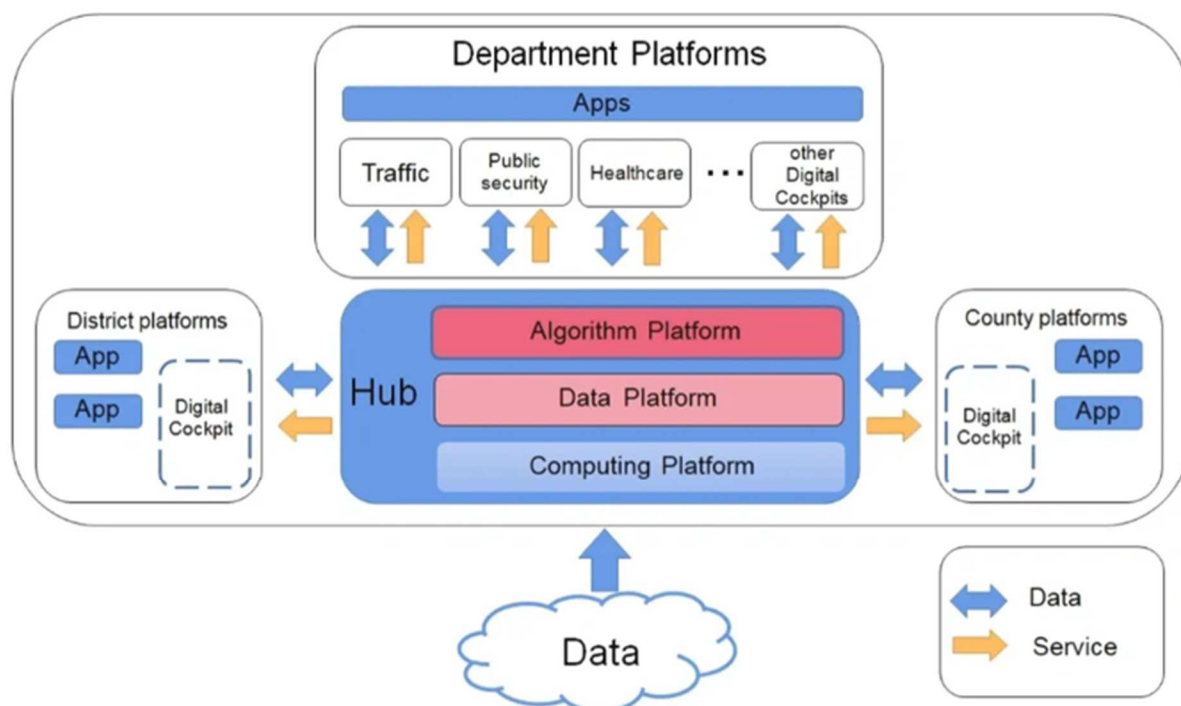 Department Platforms
Apps
Traffic
Public
security
Healthcare
...
other
Digital
Cockpits
District platforms
App
App
Digital
Cockpit
Hub
Algorithm Platform
Data Platform
Computing Platform
County platforms
App
App
Digital
Cockpit
Data
Data
Service